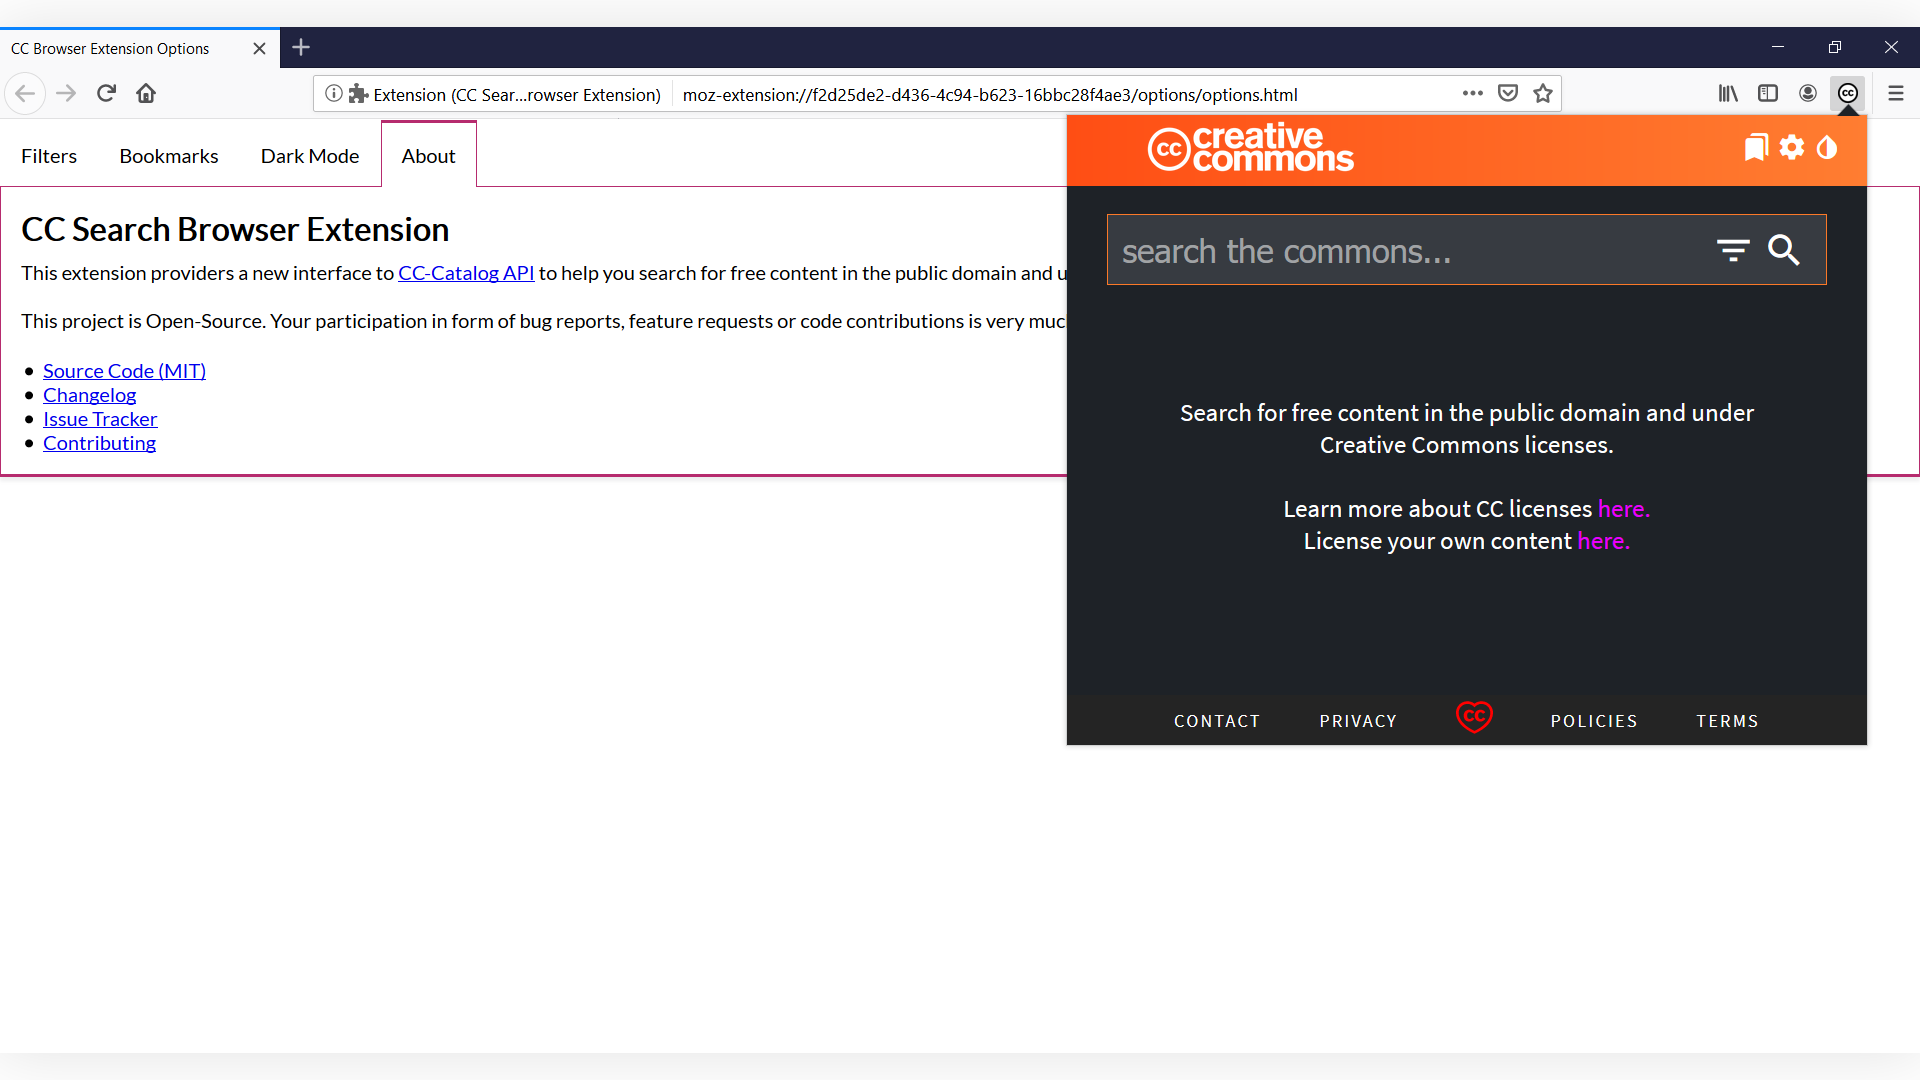 CC Browser Extension Options
Extension (CC Sear...rowser Extension)
moz-extension://f2d25de2-d436-4c94-b623-16bbc28f4ae3/options/options.html
Filters
Bookmarks
Dark Mode
About
CC Search Browser Extension
This extension providers a new interface to CC-Catalog API to help you search for free content in the public domain and
This project is Open-Source. Your participation in form of bug reports, feature requests or code contributions is very
Source Code (MIT)
Changelog
Issue Tracker
Contributing
cc
cc creative
commons
search the commons...
Search for free content in the public domain and under
Creative Commons licenses.
Learn more about CC licenses here.
License your own content here.
CONTACT
PRIVACY
CC
POLICIES
TERMS